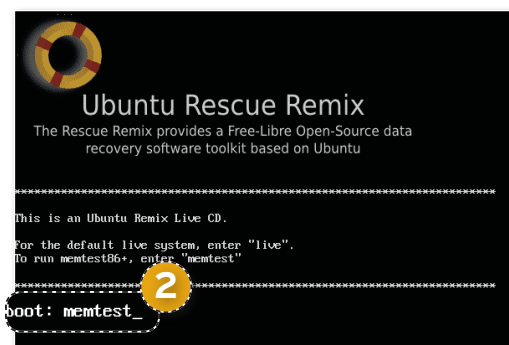 Ubuntu Rescue Remix
The Rescue Remix provides a Free-Libre Open-Source data
recovery software toolkit based on Ubuntu
*************************************************************************
This is an Ubuntu Remix Live CD.
For the default live system, enter "live".
To run memtest86+, enter "memtest"
*************************************************************************
2
boot: memtest_